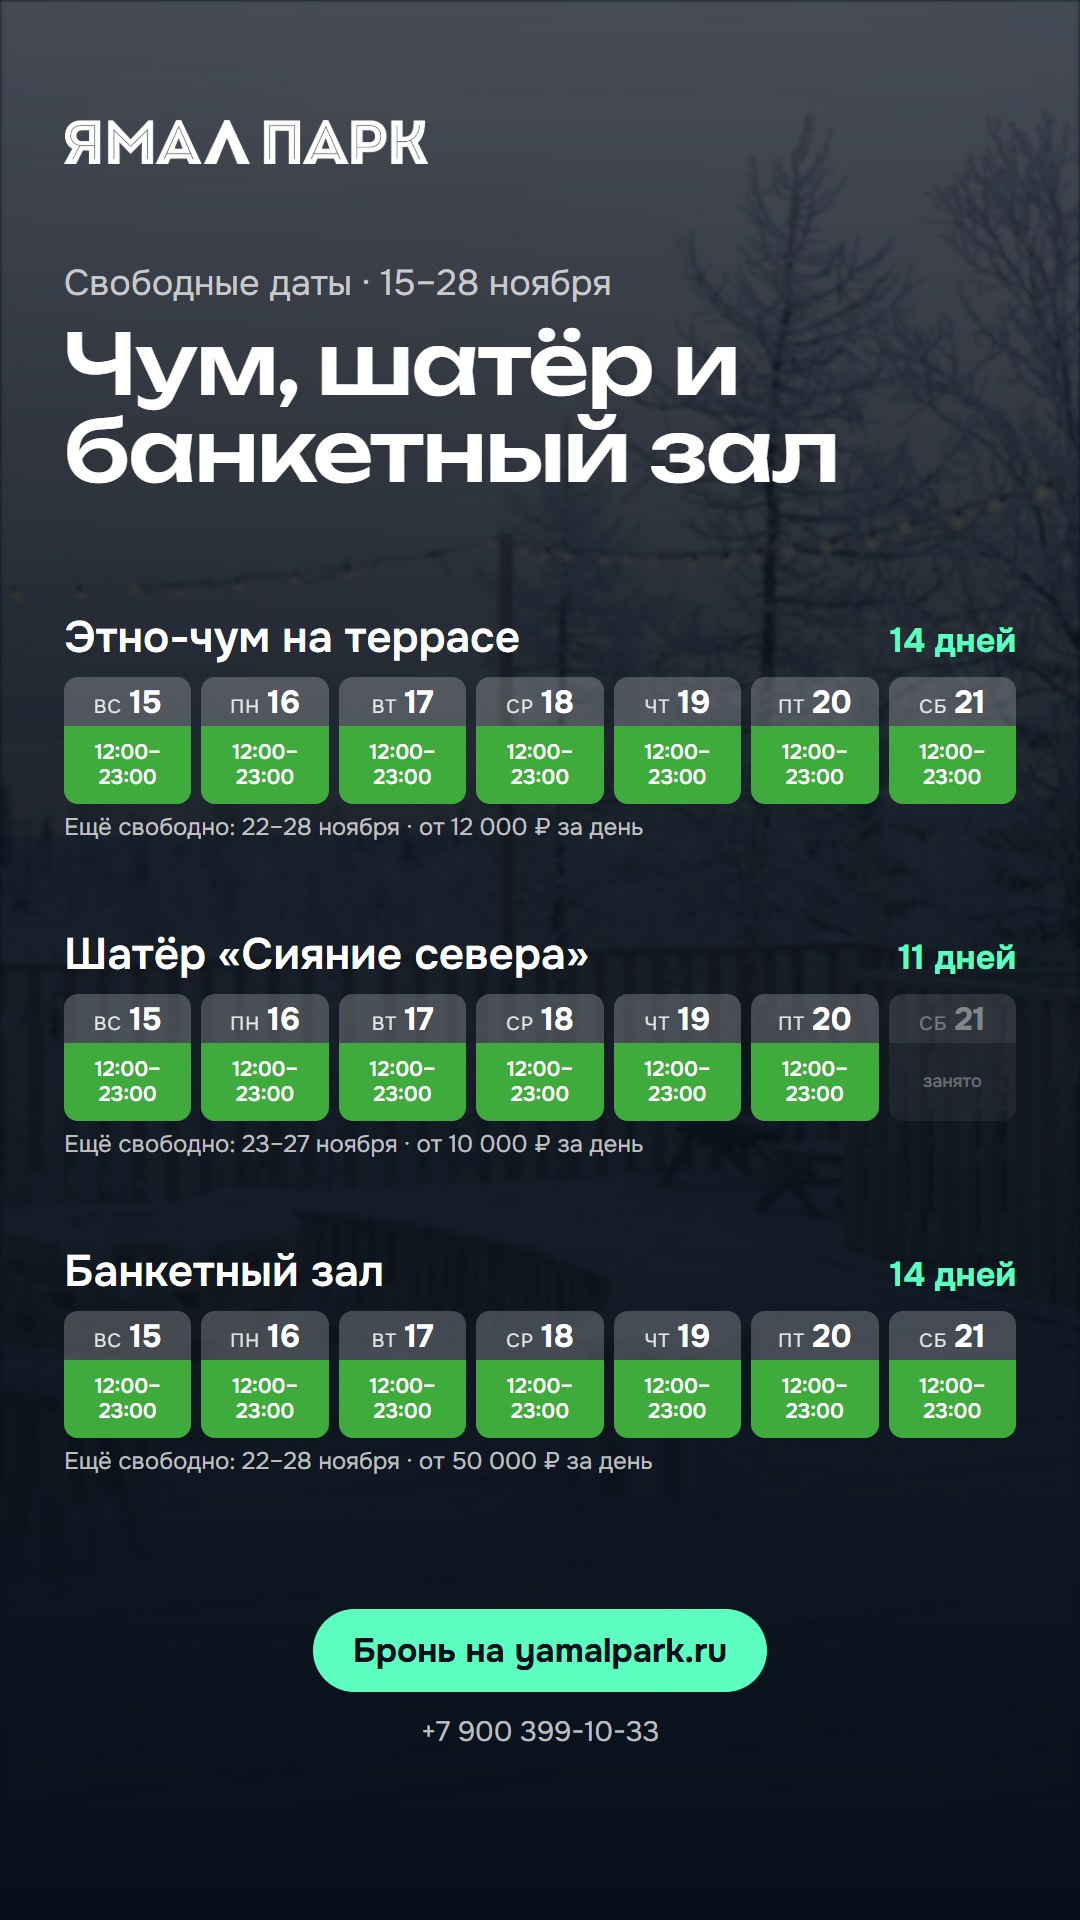 ЯМАЛ ПАРК
Свободные даты · 15–28 ноября
Чум, шатёр и
банкетный зал
Этно-чум на террасе 14 дней
ВС 15 ПН 16 ВТ 17 СР 18 ЧТ 19 ПТ 20 СБ 21
12:00– 12:00– 12:00– 12:00– 12:00– 12:00– 12:00–
23:00 23:00 23:00 23:00 23:00 23:00 23:00
Ещё свободно: 22–28 ноября · от 12 000 ₽ за день
Шатёр «Сияние севера» 11 дней
ВС 15 ПН 16 ВТ 17 СР 18 ЧТ 19 ПТ 20 СБ 21
12:00– 12:00– 12:00– 12:00– 12:00– 12:00– занято
23:00 23:00 23:00 23:00 23:00 23:00
Ещё свободно: 23–27 ноября · от 10 000 ₽ за день
Банкетный зал 14 дней
ВС 15 ПН 16 ВТ 17 СР 18 ЧТ 19 ПТ 20 СБ 21
12:00– 12:00– 12:00– 12:00– 12:00– 12:00– 12:00–
23:00 23:00 23:00 23:00 23:00 23:00 23:00
Ещё свободно: 22–28 ноября · от 50 000 ₽ за день
Бронь на yamalpark.ru
+7 900 399-10-33